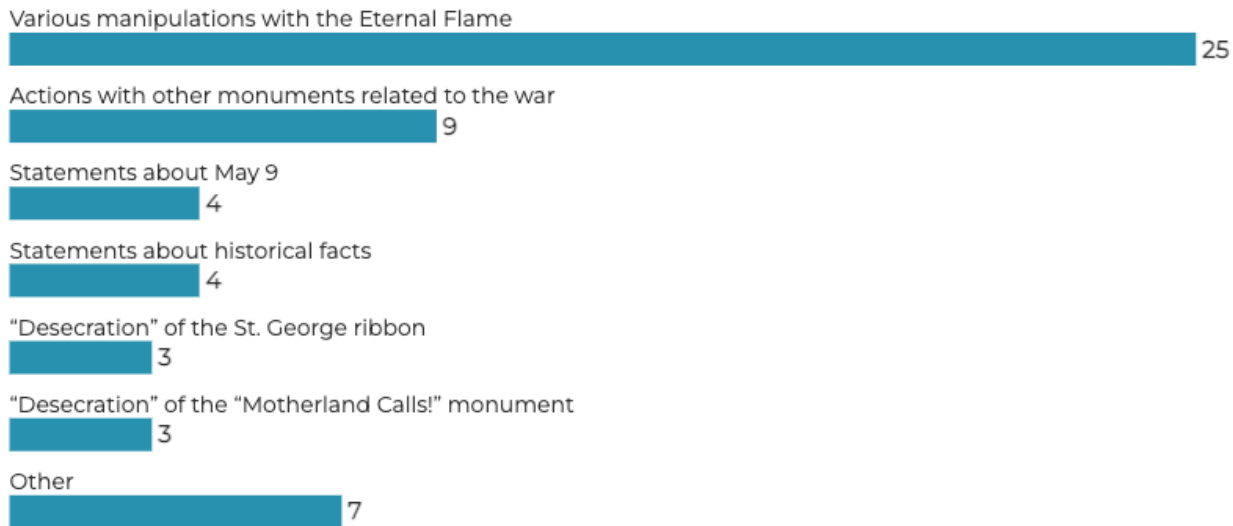 Various manipulations with the Eternal Flame
25
Actions with other monuments related to the war
9
Statements about May 9
4
Statements about historical facts
4
“Desecration” of the St. George ribbon
3
“Desecration” of the “Motherland Calls!” monument
3
Other
7